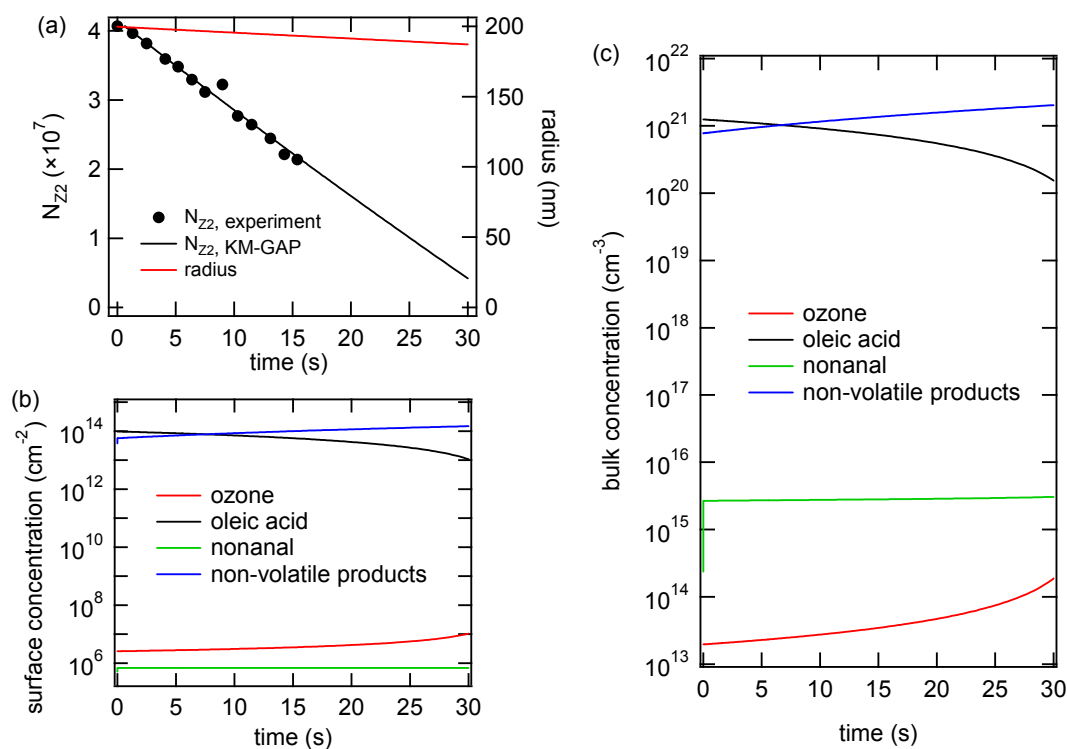 (a)
4
3
2
1
0
N_Z2 (×10^7)
200
150
100
50
0
radius (nm)
N_Z2, experiment
N_Z2, KM-GAP
radius
0 5 10 15 20 25 30
time (s)
(b)
10^14
10^12
10^10
10^8
10^6
surface concentration (cm^-2)
ozone
oleic acid
nonanal
non-volatile products
0 5 10 15 20 25 30
time (s)
(c)
10^22
10^21
10^20
10^19
10^18
10^17
10^16
10^15
10^14
10^13
bulk concentration (cm^-3)
ozone
oleic acid
nonanal
non-volatile products
0 5 10 15 20 25 30
time (s)